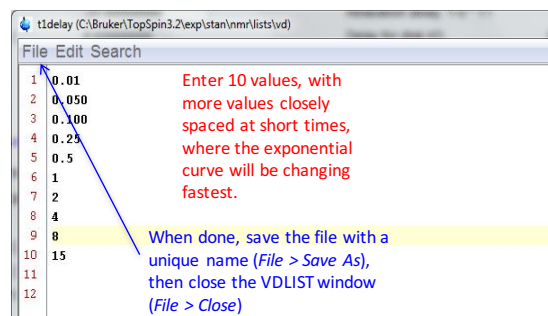 t1delay (C:\Bruker\TopSpin3.2\exp\stan\nmr\lists\vd)
File Edit Search
1 0.01
2 0.050
3 0.100
4 0.25
5 0.5
6 1
7 2
8 4
9 8
10 15
11
12
Enter 10 values, with
more values closely
spaced at short times,
where the exponential
curve will be changing
fastest.
When done, save the file with a
unique name (File > Save As),
then close the VDLIST window
(File > Close)